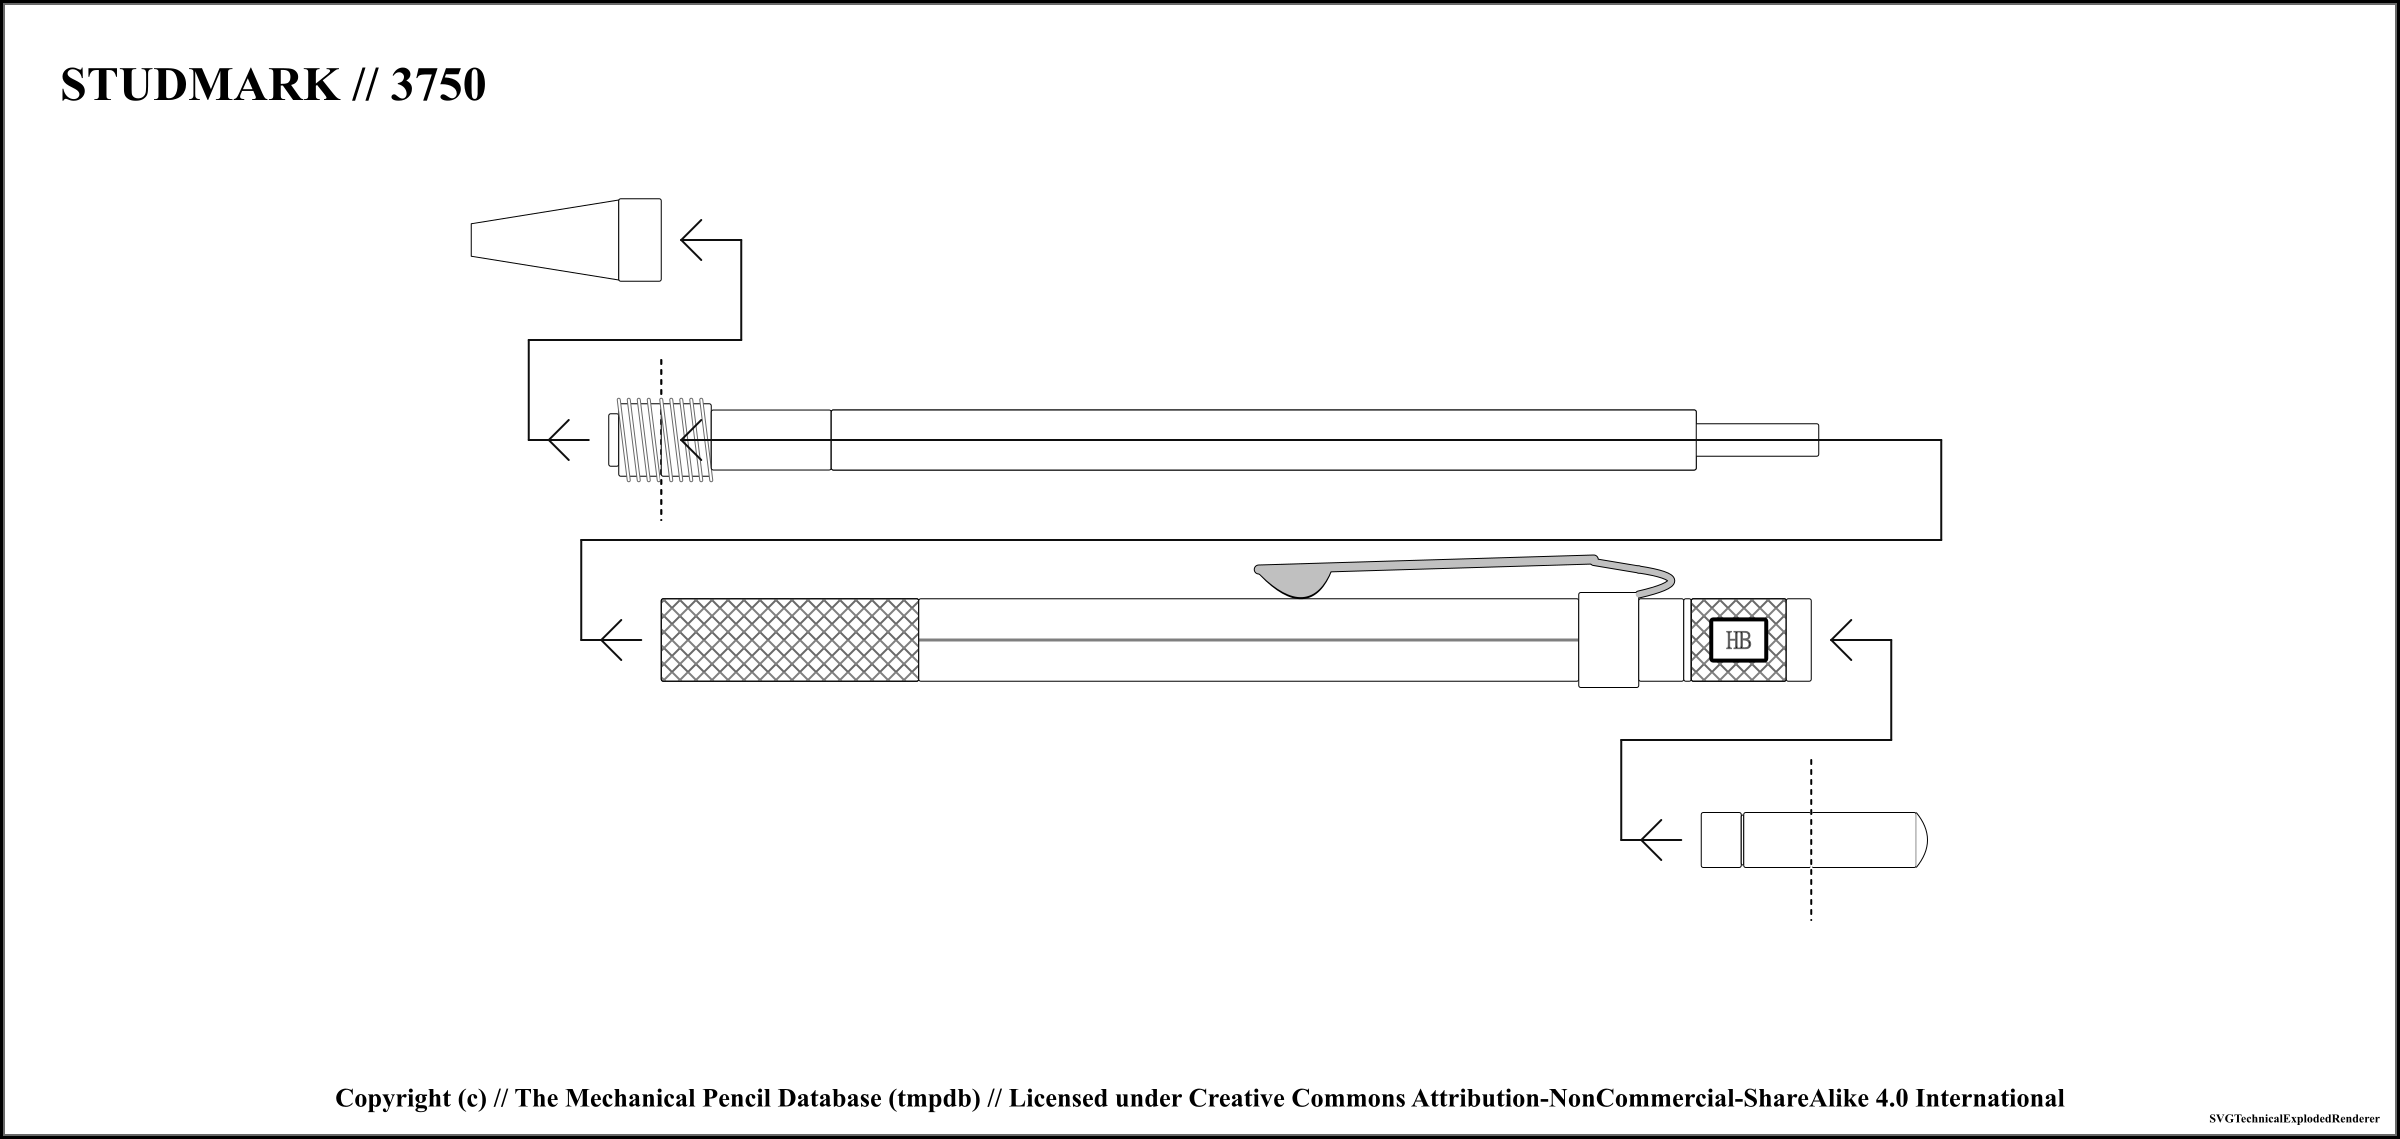 STUDMARK // 3750
HB
Copyright (c) // The Mechanical Pencil Database (tmpdb) // Licensed under Creative Commons Attribution-NonCommercial-ShareAlike 4.0 International
SVGTechnicalExplodedRenderer